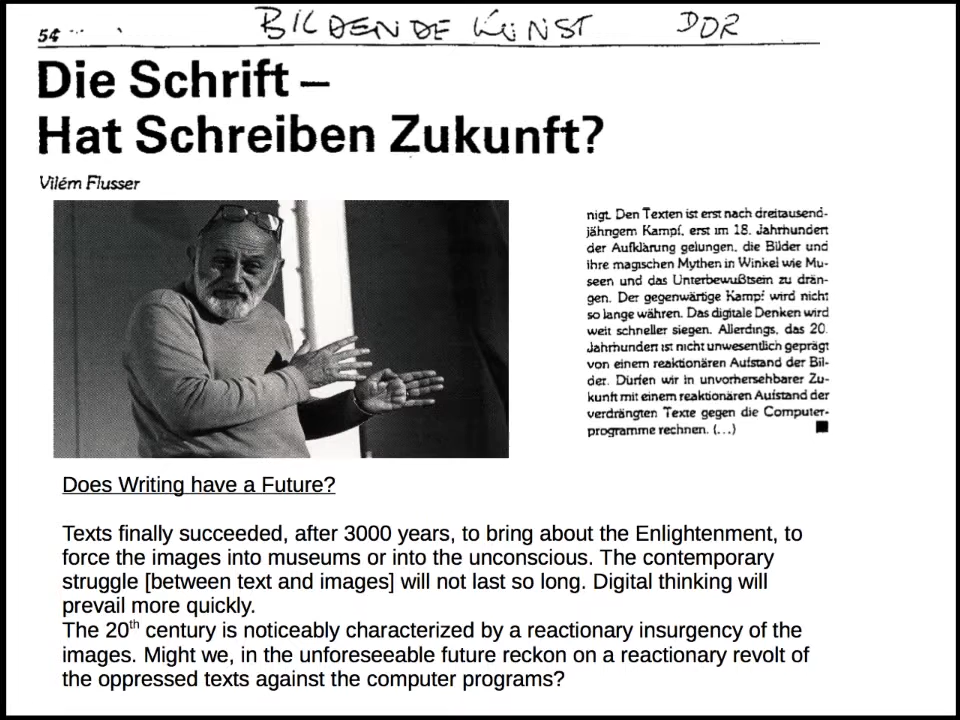 54
BILDENDE KUNST DDR
Die Schrift –
Hat Schreiben Zukunft?
Vilém Flusser
nigt. Den Texten ist erst nach dreitausend-
jährigem Kampf, erst im 18. Jahrhundert
der Aufklärung gelungen, die Bilder und
ihre magischen Mythen in Winkel wie Mu-
seen und das Unterbewußtsein zu drän-
gen. Der gegenwärtige Kampf wird nicht
so lange währen. Das digitale Denken wird
weit schneller siegen. Allerdings, das 20.
Jahrhundert ist nicht unwesentlich geprägt
von einem reaktionären Aufstand der Bil-
der. Dürfen wir in unvorhersehbarer Zu-
kunft mit einem reaktionären Aufstand der
verdrängten Texte gegen die Computer-
programme rechnen. (...)
Does Writing have a Future?
Texts finally succeeded, after 3000 years, to bring about the Enlightenment, to
force the images into museums or into the unconscious. The contemporary
struggle [between text and images] will not last so long. Digital thinking will
prevail more quickly.
The 20th century is noticeably characterized by a reactionary insurgency of the
images. Might we, in the unforeseeable future reckon on a reactionary revolt of
the oppressed texts against the computer programs?